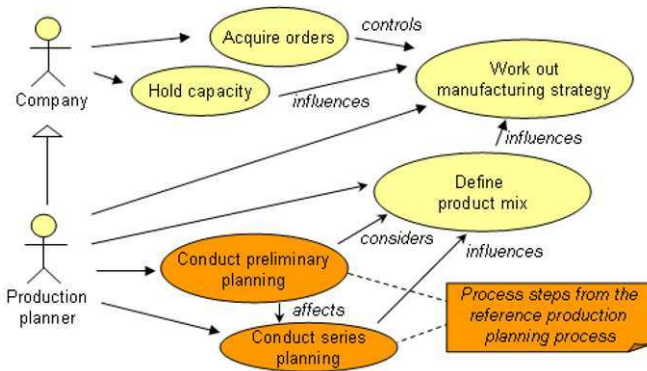 controls
Acquire orders
Company
Hold capacity
influences
Work out
manufacturing strategy
influences
Define
product mix
considers
influences
Conduct preliminary
planning
Production
planner
affects
Conduct series
planning
Process steps from the
reference production
planning process